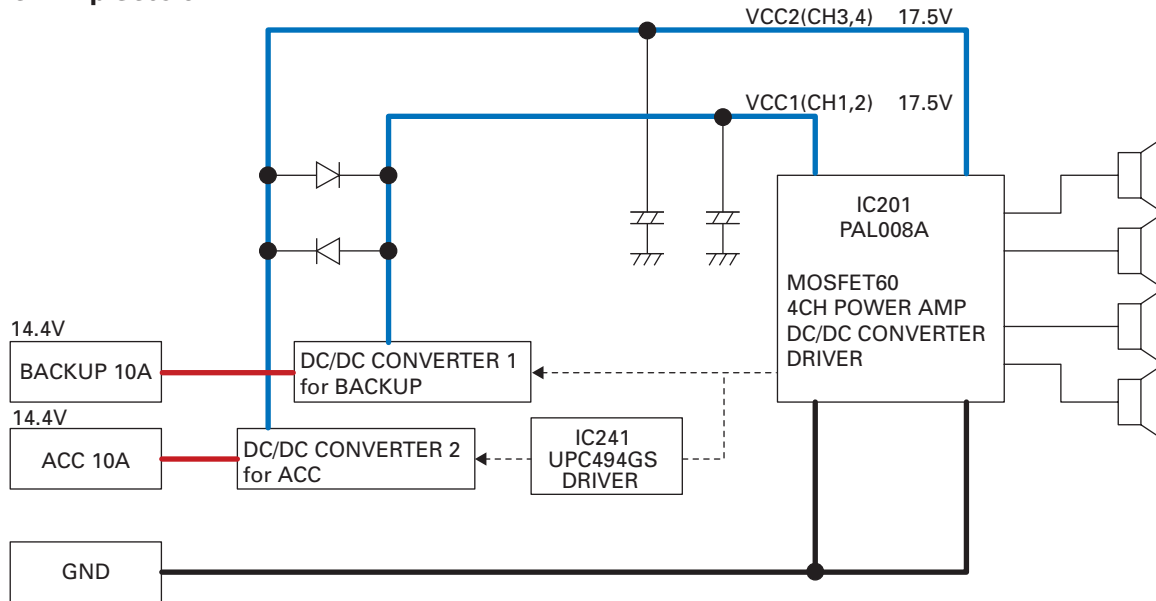 VCC2(CH3,4) 17.5V
VCC1(CH1,2) 17.5V
IC201
PAL008A
MOSFET60
4CH POWER AMP
DC/DC CONVERTER
DRIVER
14.4V
BACKUP 10A
DC/DC CONVERTER 1
for BACKUP
14.4V
ACC 10A
DC/DC CONVERTER 2
for ACC
IC241
UPC494GS
DRIVER
GND